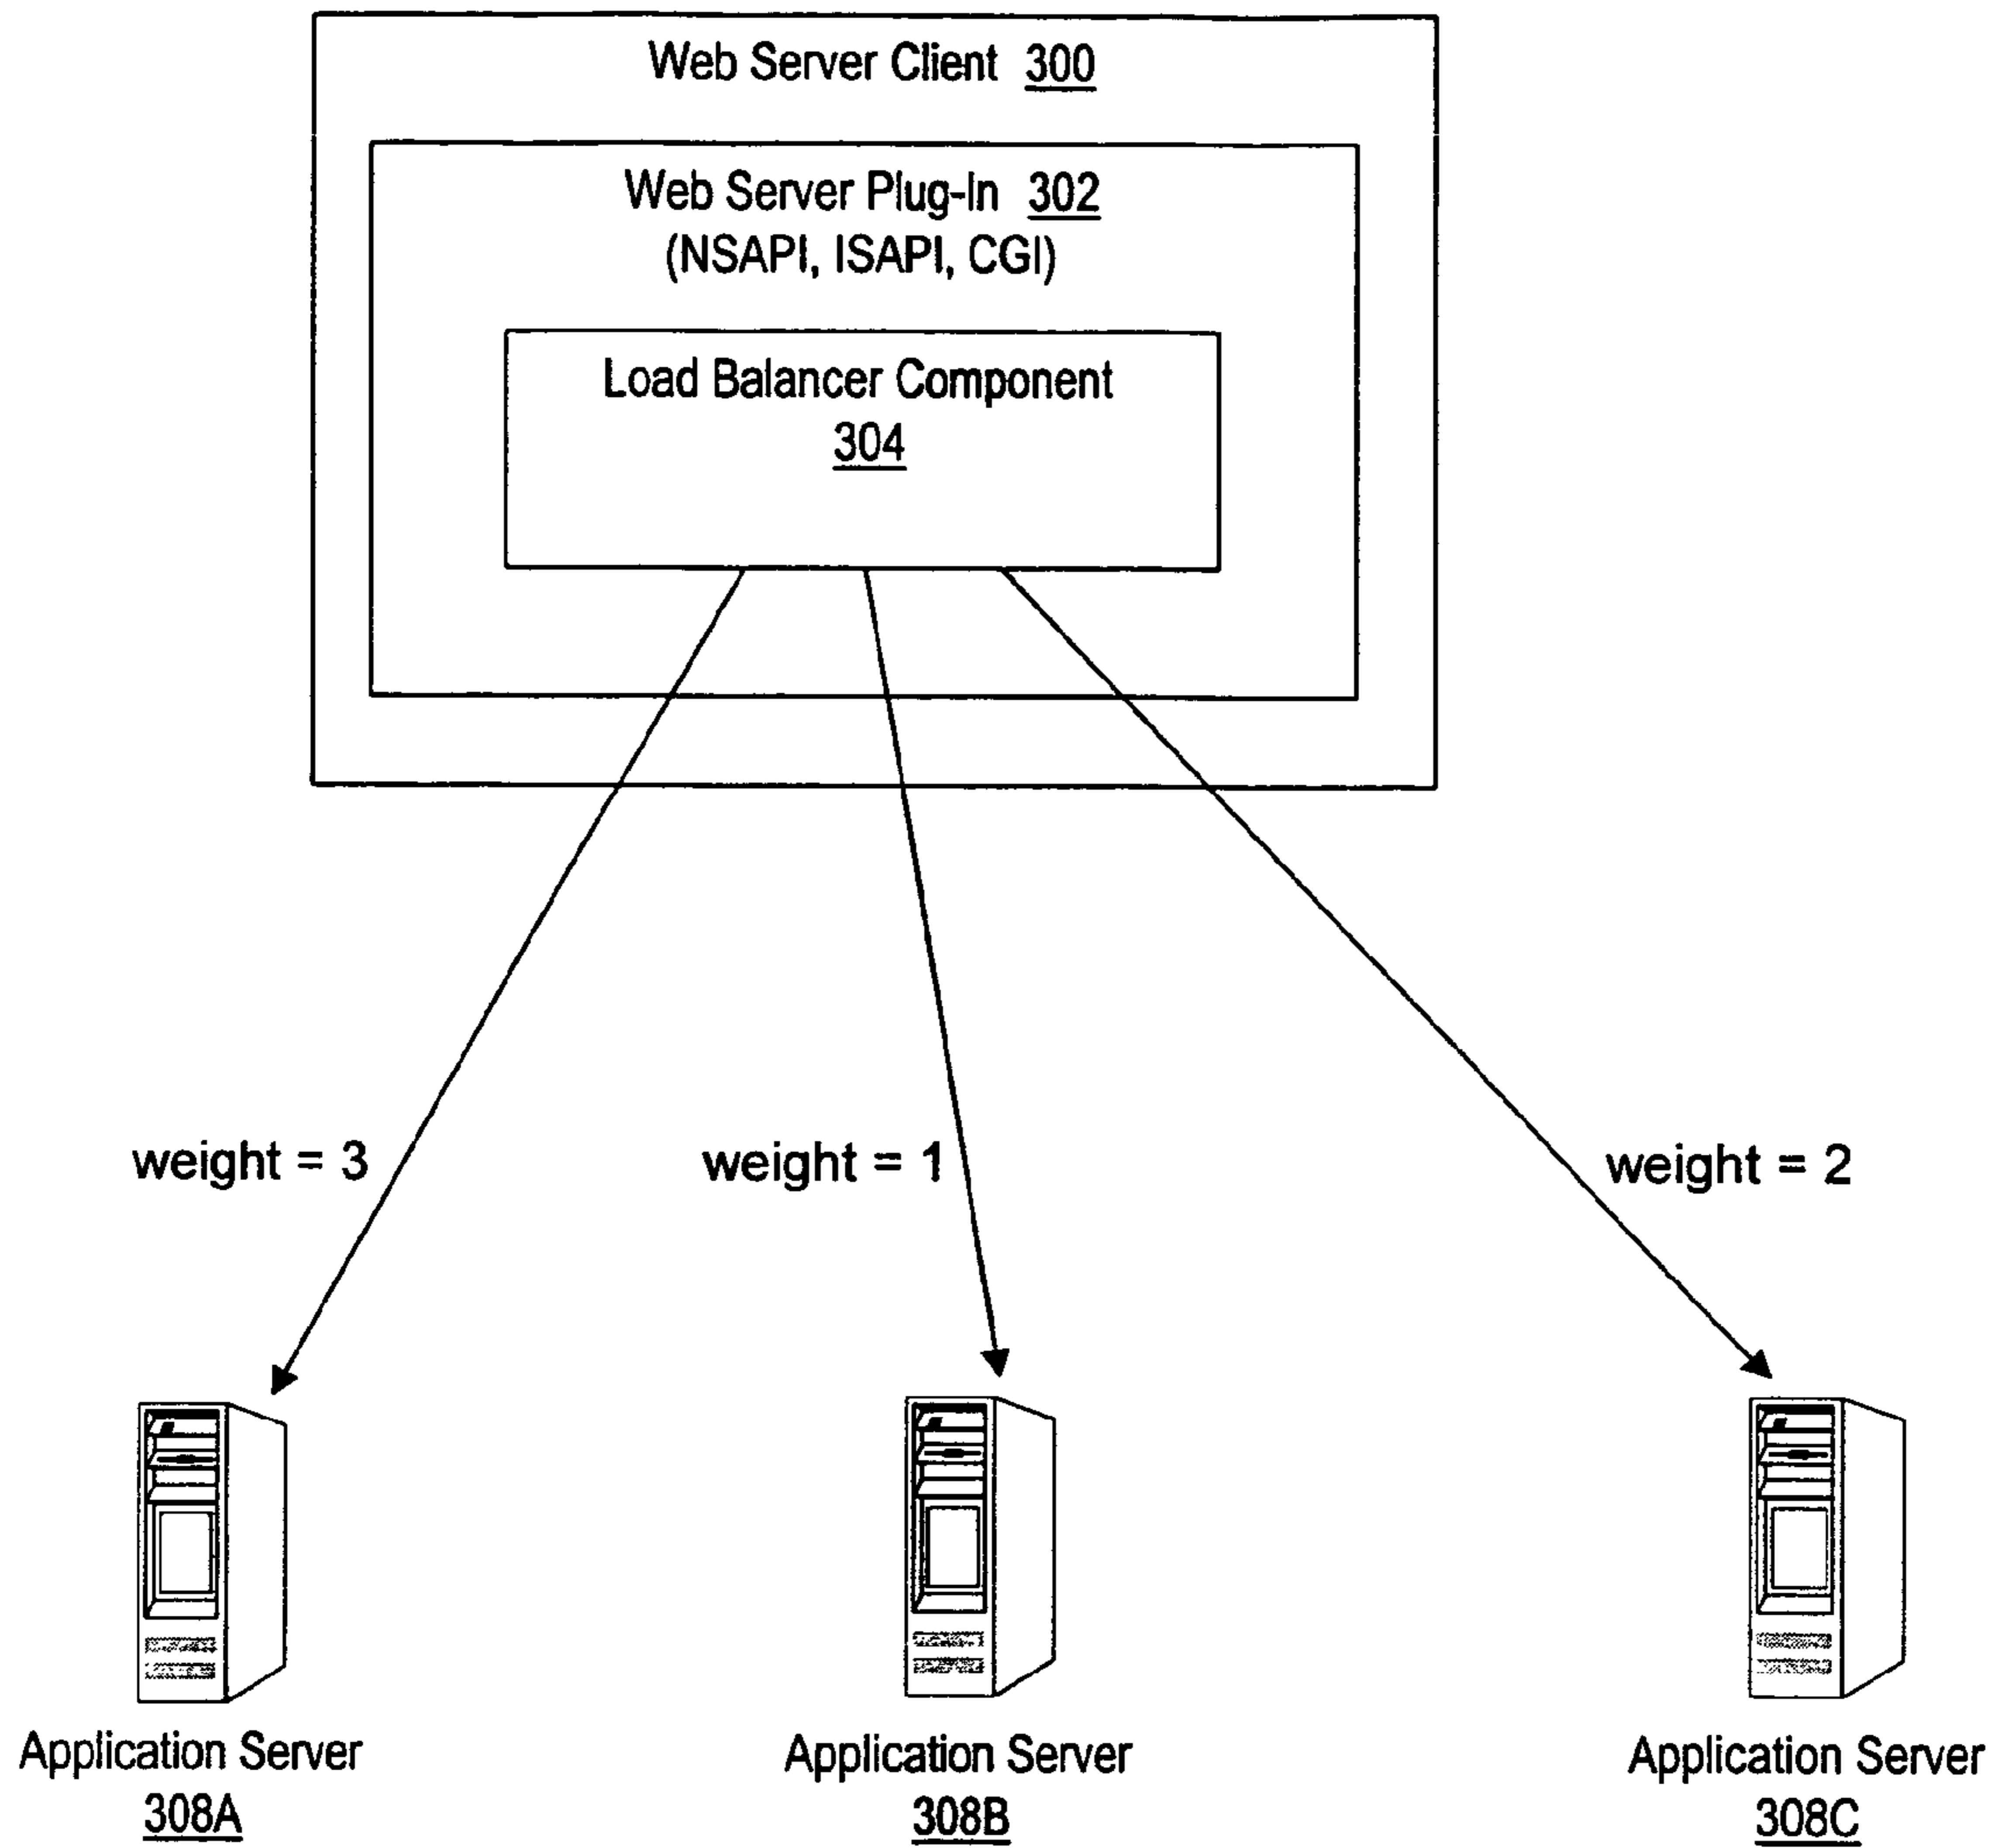 Web Server Client 300
Web Server Plug-In 302
(NSAPI, ISAPI, CGI)
Load Balancer Component
304
weight = 3
weight = 1
weight = 2
Application Server
308A
Application Server
308B
Application Server
308C